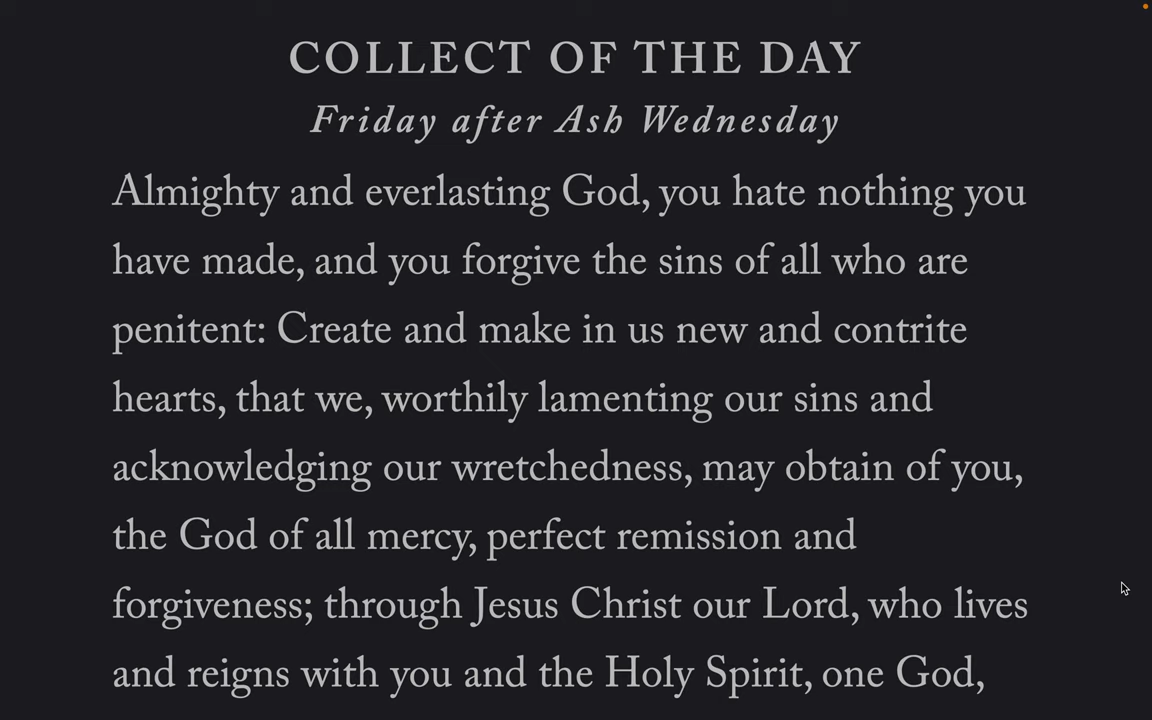 COLLECT OF THE DAY
Friday after Ash Wednesday
Almighty and everlasting God, you hate nothing you
have made, and you forgive the sins of all who are
penitent: Create and make in us new and contrite
hearts, that we, worthily lamenting our sins and
acknowledging our wretchedness, may obtain of you,
the God of all mercy, perfect remission and
forgiveness; through Jesus Christ our Lord, who lives
and reigns with you and the Holy Spirit, one God,